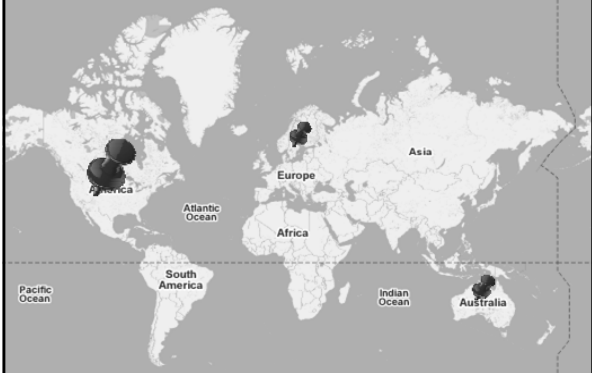 Asia
Europe
America
Atlantic
Ocean
Africa
South
America
Pacific
Ocean
Indian
Ocean
Australia